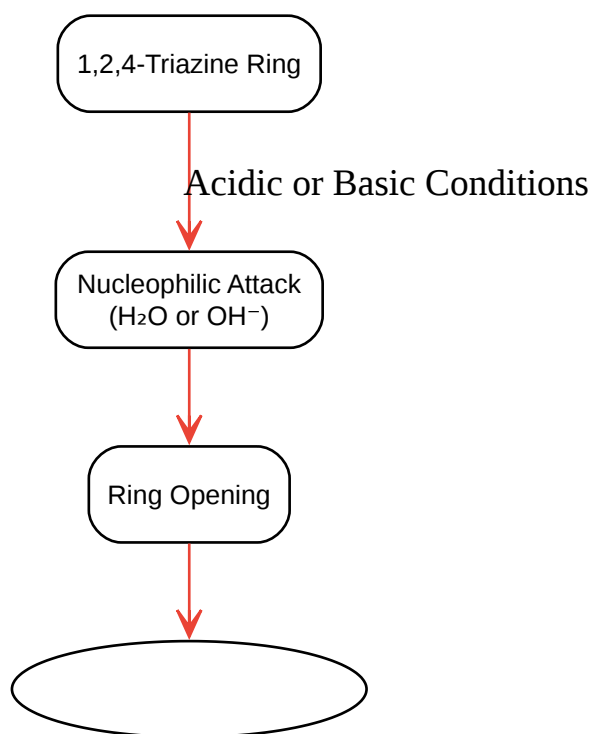 1,2,4-Triazine Ring
Acidic or Basic Conditions
Nucleophilic Attack
(H₂O or OH⁻)
Ring Opening